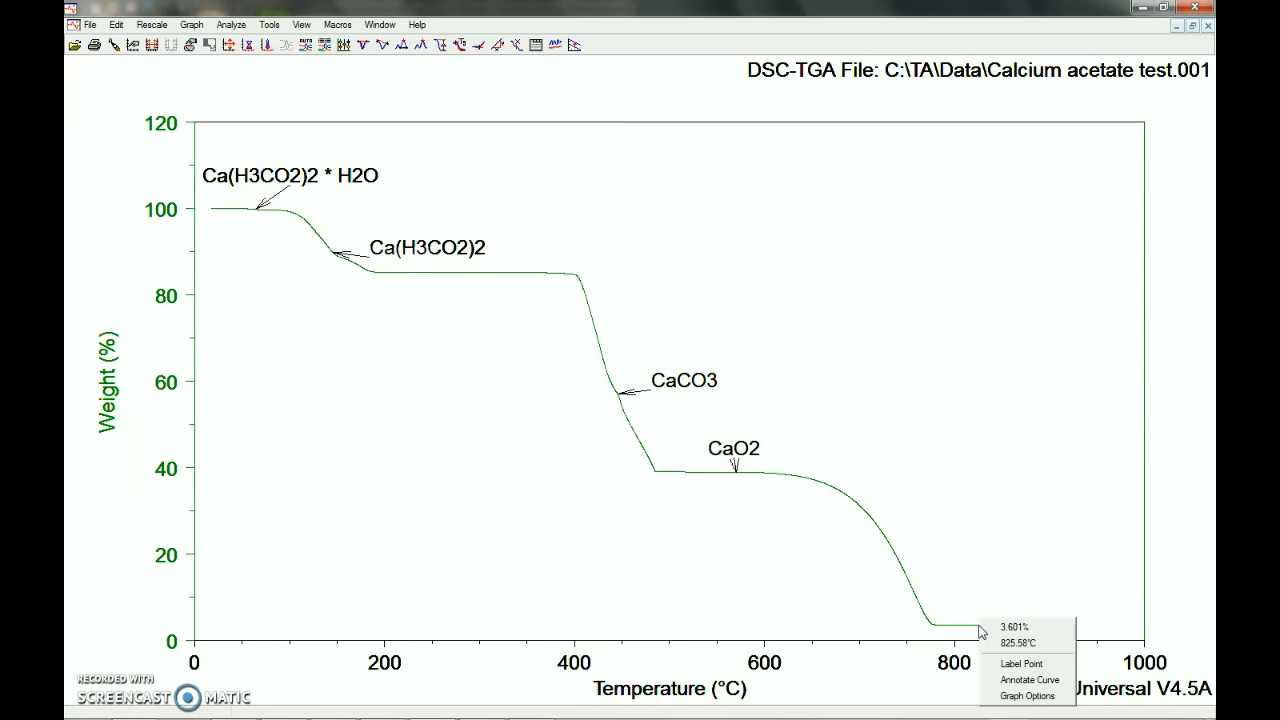 File Edit Rescale Graph Analyze Tools View Macros Window Help
DSC-TGA File: C:\TA\Data\Calcium acetate test.001
120
Ca(H3CO2)2 * H2O
100
Ca(H3CO2)2
80
Weight (%)
60
CaCO3
CaO2
40
20
0
3.601%
825.58°C
Label Point
Annotate Curve
Graph Options
0 200 400 600 800 1000
Temperature (°C)
Universal V4.5A
RECORDED WITH
SCREENCAST MATIC